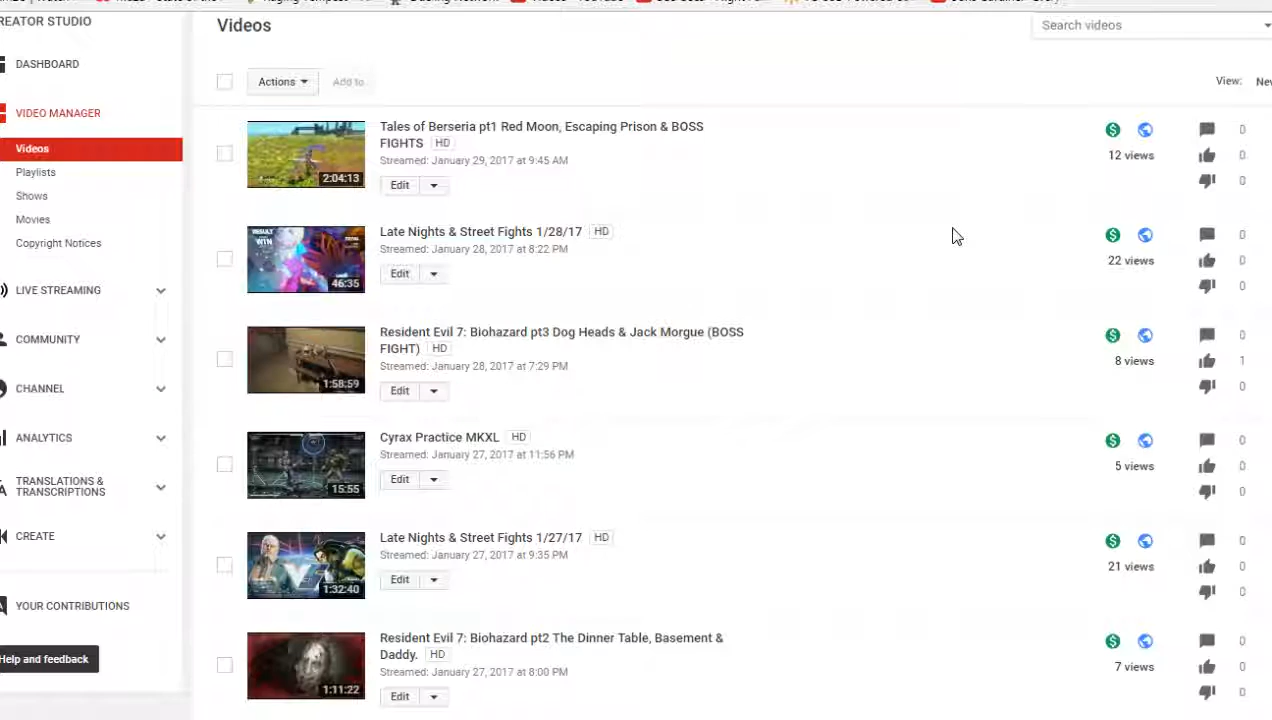 REATOR STUDIO
Videos
Search videos
DASHBOARD
Actions
Add to
View:
VIDEO MANAGER
Videos
Playlists
Shows
Movies
Copyright Notices
LIVE STREAMING
COMMUNITY
CHANNEL
ANALYTICS
TRANSLATIONS &
TRANSCRIPTIONS
CREATE
YOUR CONTRIBUTIONS
Help and feedback
Tales of Berseria pt1 Red Moon, Escaping Prison & BOSS
FIGHTS HD
Streamed: January 29, 2017 at 9:45 AM
2:04:13
Edit
12 views
0
0
0
Late Nights & Street Fights 1/28/17 HD
Streamed: January 28, 2017 at 8:22 PM
RESULT
WIN
46:35
Edit
22 views
0
0
0
Resident Evil 7: Biohazard pt3 Dog Heads & Jack Morgue (BOSS
FIGHT) HD
Streamed: January 28, 2017 at 7:29 PM
1:58:59
Edit
8 views
0
1
0
Cyrax Practice MKXL HD
Streamed: January 27, 2017 at 11:56 PM
15:55
Edit
5 views
0
0
0
Late Nights & Street Fights 1/27/17 HD
Streamed: January 27, 2017 at 9:35 PM
1:32:40
Edit
21 views
0
0
0
Resident Evil 7: Biohazard pt2 The Dinner Table, Basement &
Daddy. HD
Streamed: January 27, 2017 at 8:00 PM
1:11:22
Edit
7 views
0
0
0